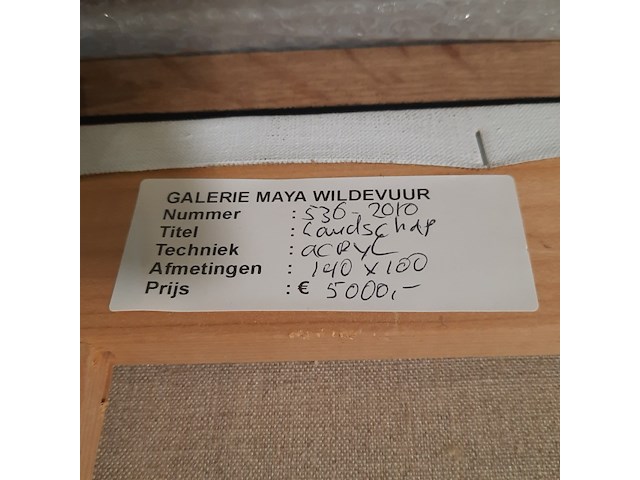 GALERIE MAYA WILDEVUUR
Nummer : 536-2010
Titel : Landschap
Techniek : acryl
Afmetingen : 140 x 100
Prijs : € 5000,-